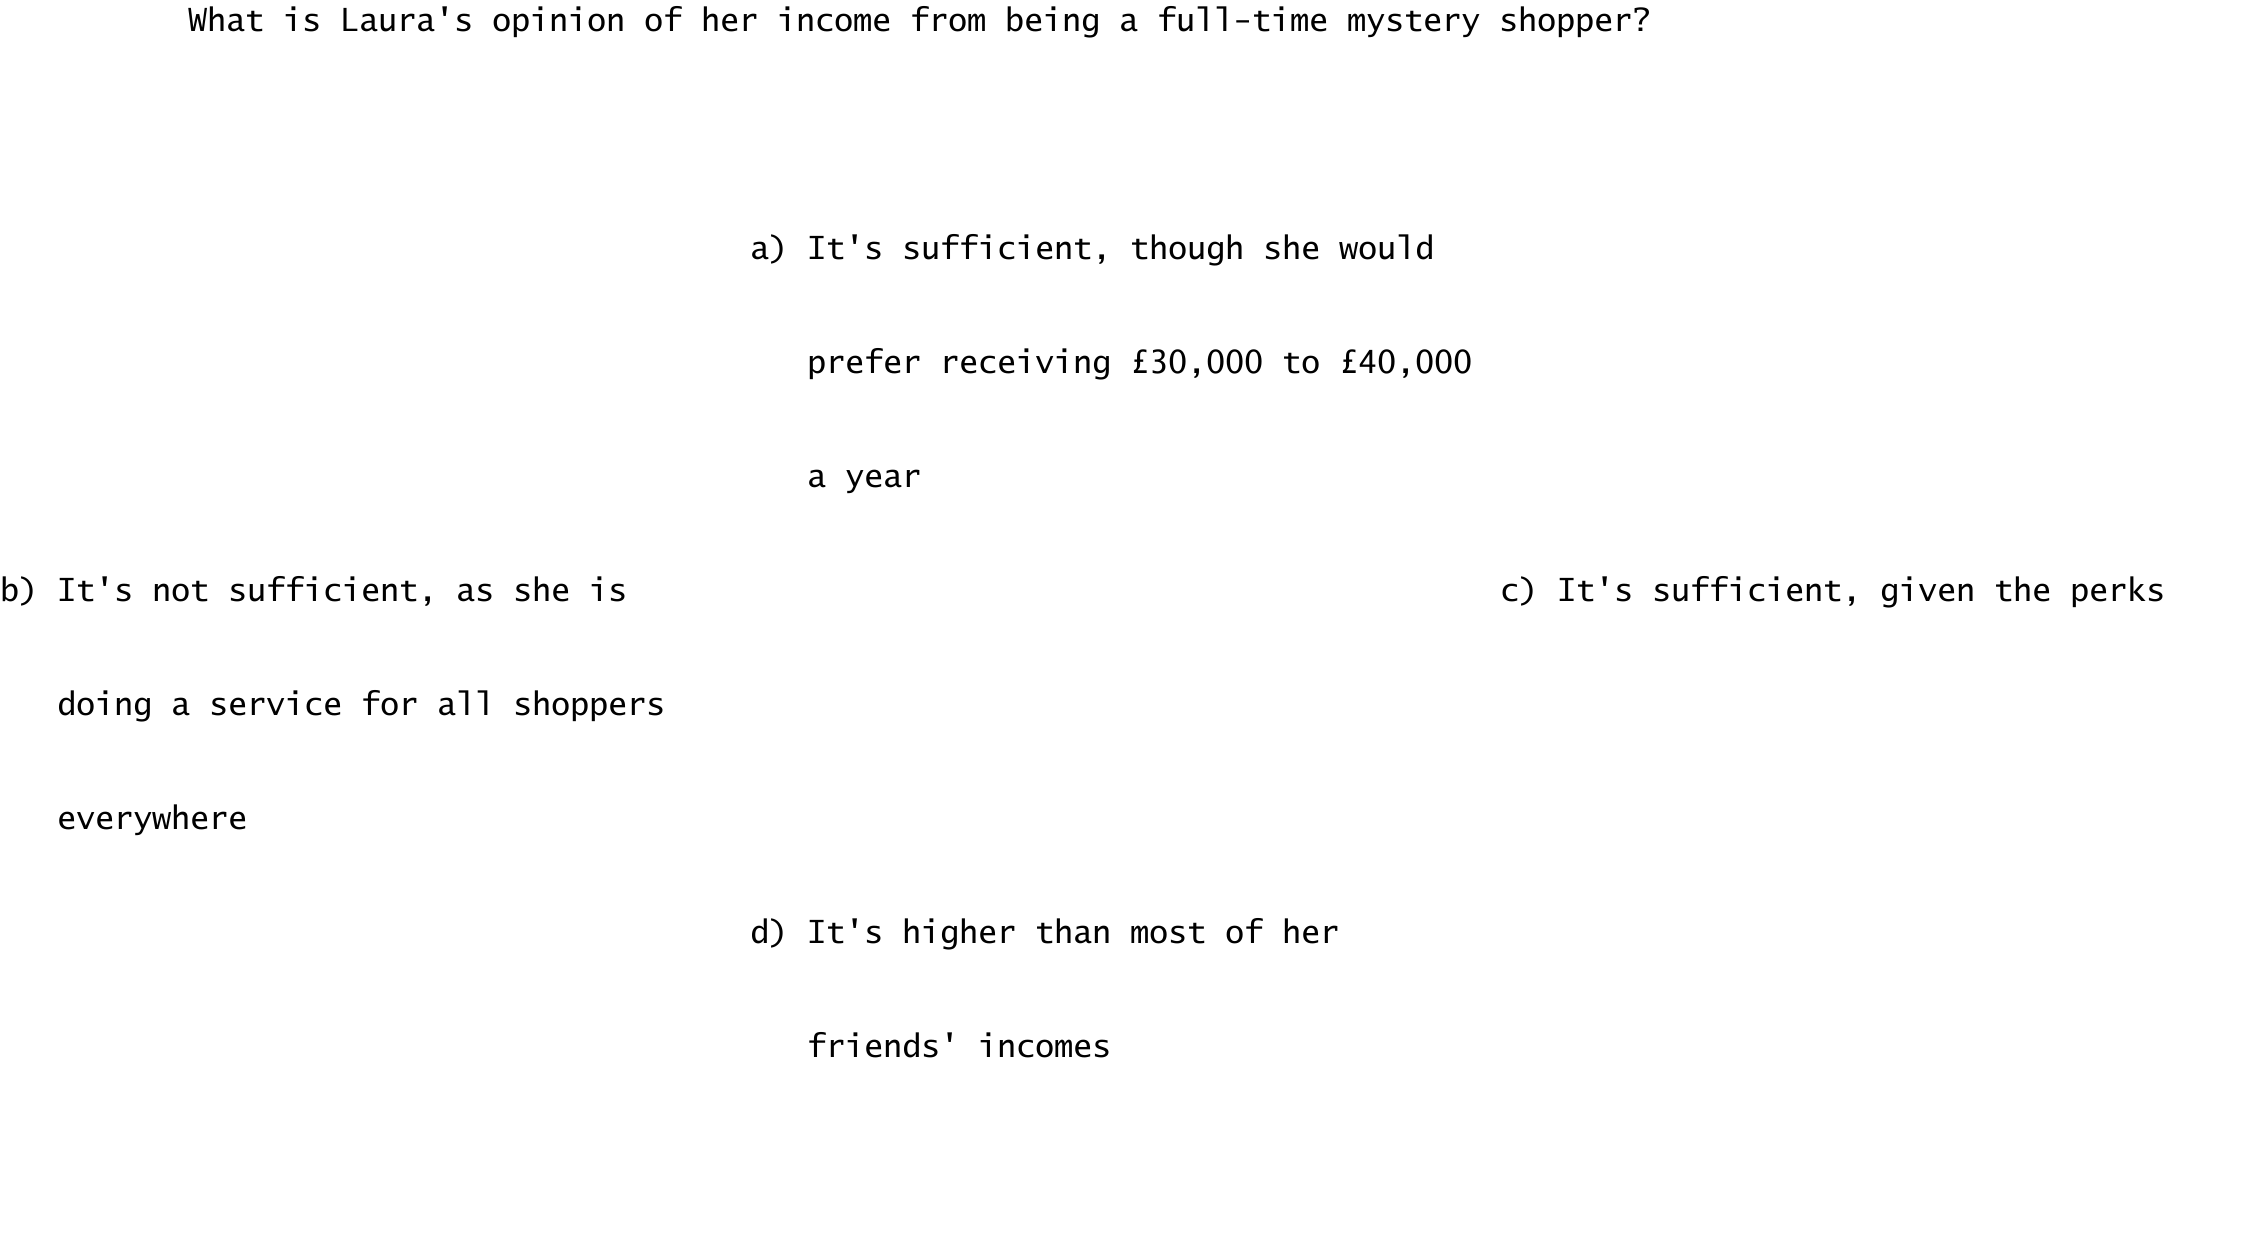 What is Laura's opinion of her income from being a full-time mystery shopper?
a) It's sufficient, though she would
prefer receiving £30,000 to £40,000
a year
b) It's not sufficient, as she is
doing a service for all shoppers
everywhere
c) It's sufficient, given the perks
d) It's higher than most of her
friends' incomes